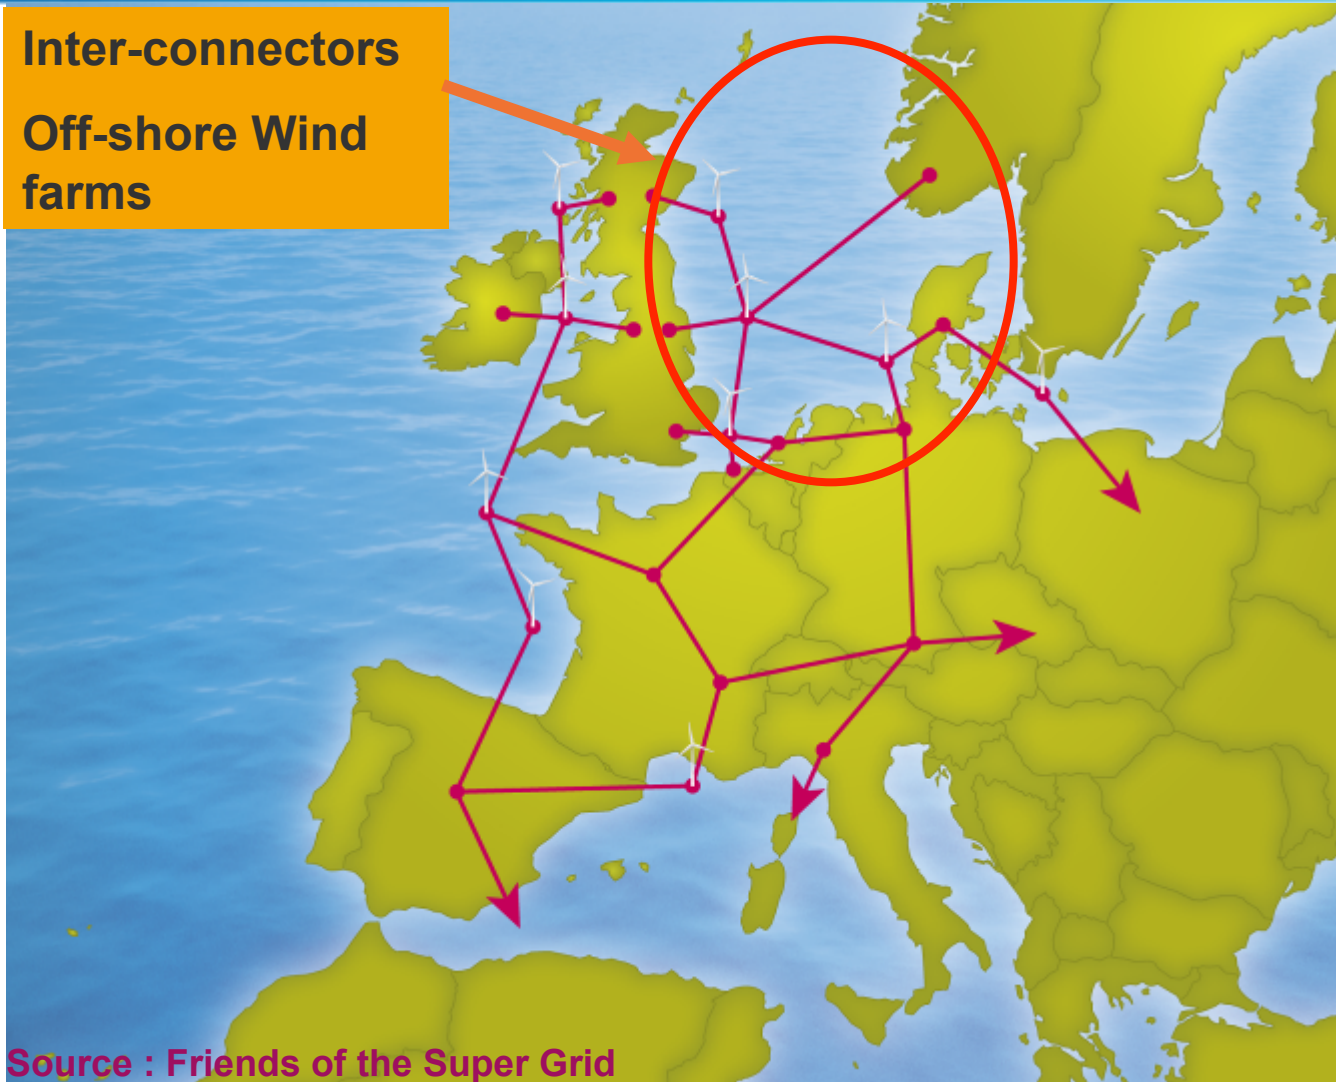 Inter-connectors
Off-shore Wind
farms
Source : Friends of the Super Grid